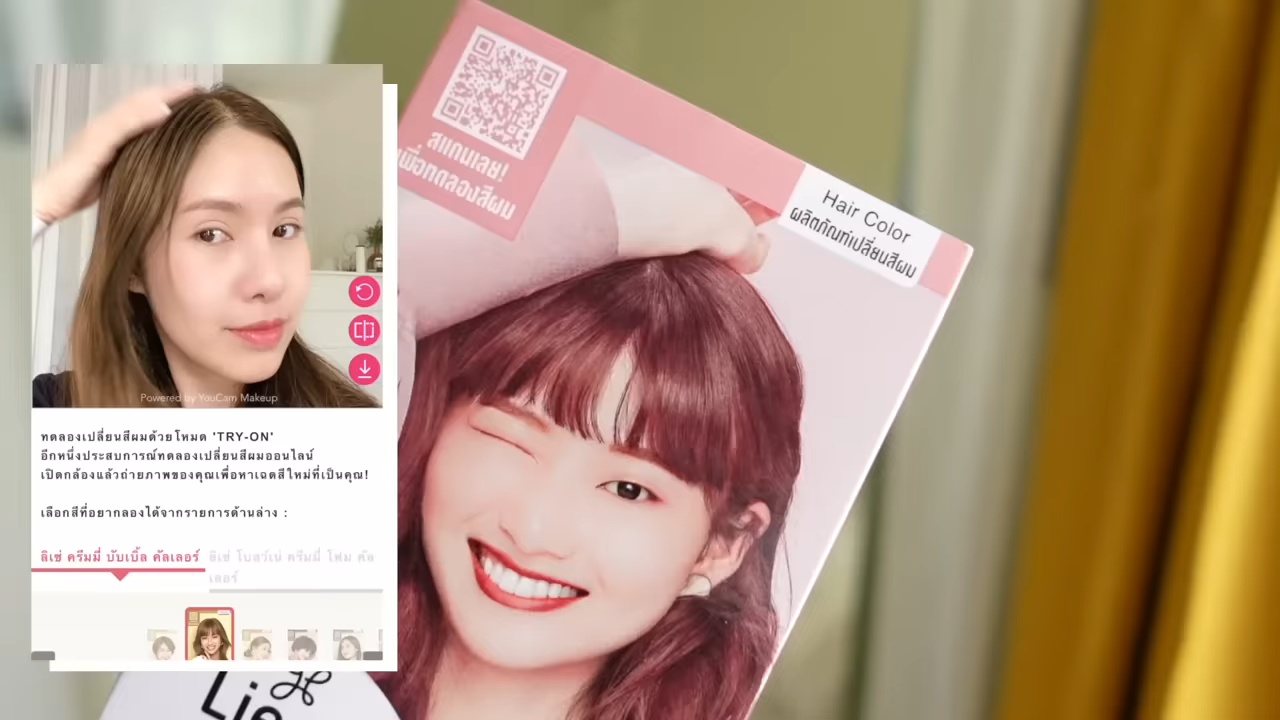 Powered by YouCam Makeup
ทดลองเปลี่ยนสีผมด้วยโหมด 'TRY-ON'
อีกหนึ่งประสบการณ์ทดลองเปลี่ยนสีผมออนไลน์
เปิดกล้องแล้วถ่ายภาพของคุณเพื่อหาเฉดสีใหม่ที่เป็นคุณ!
เลือกสีที่อยากลองได้จากรายการด้านล่าง :
ลิเซ่ ครีมมี่ บับเบิ้ล คัลเลอร์
ลิเซ่ โบลว์เน่ ครีมมี่ โฟม คัล
เลอร์
สแกนเลย!
เพื่อทดลองสีผม
Hair Color
ผลิตภัณฑ์เปลี่ยนสีผม
Lie